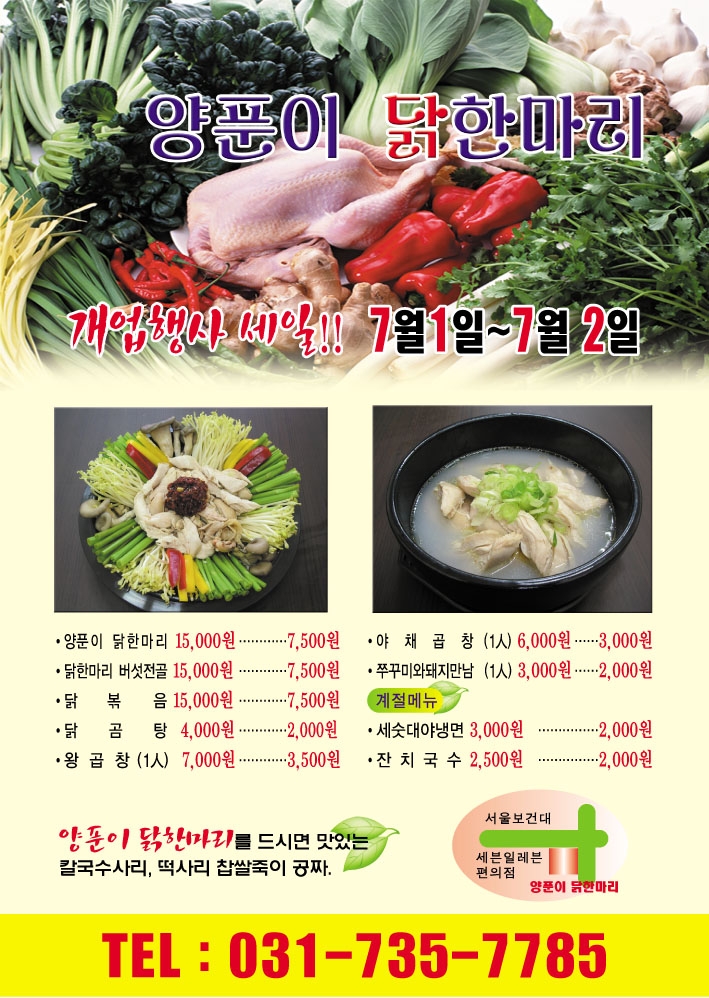 양푼이 닭한마리
개업행사 세일!! 7월1일~7월 2일
•양푼이 닭한마리 15,000원 ············7,500원
•닭한마리 버섯전골 15,000원 ············7,500원
•닭 볶 음 15,000원 ············7,500원
•닭 곰 탕 4,000원 ············2,000원
•왕 곱 창 (1人) 7,000원 ············3,500원
•야 채 곱 창 (1人) 6,000원 ······3,000원
•쭈꾸미와돼지만남 (1人) 3,000원 ······2,000원
계절메뉴
•세숫대야냉면 3,000원 ···············2,000원
•잔 치 국 수 2,500원 ···············2,000원
양푼이 닭한마리를 드시면 맛있는
칼국수사리, 떡사리 찹쌀죽이 공짜.
서울보건대
세븐일레븐
편의점
양푼이 닭한마리
TEL : 031-735-7785